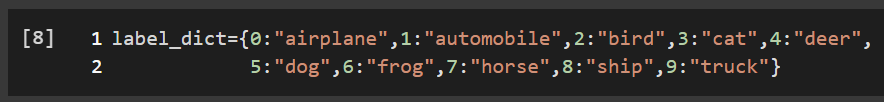 [8] 1 label_dict={0:"airplane",1:"automobile",2:"bird",3:"cat",4:"deer",
2 5:"dog",6:"frog",7:"horse",8:"ship",9:"truck"}